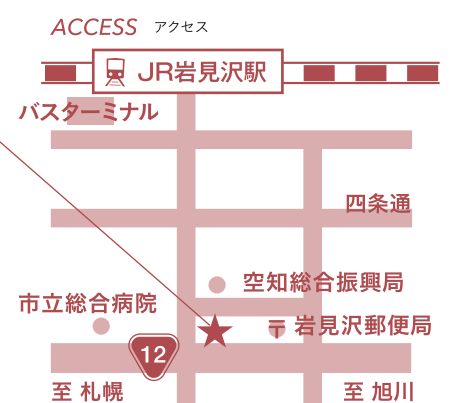 ACCESS アクセス
JR岩見沢駅
バスターミナル
四条通
空知総合振興局
市立総合病院
〒 岩見沢郵便局
12
至 札幌 至 旭川